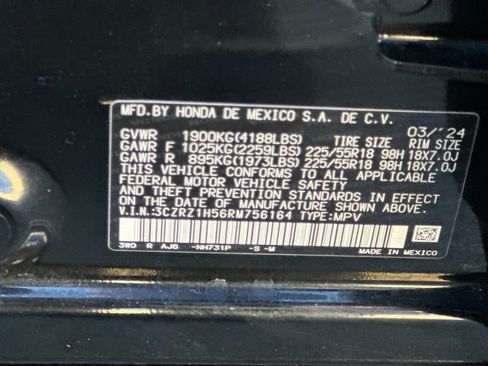 MFD.BY HONDA DE MEXICO S.A. DE C.V. 03/'24
GVWR 1900KG(4188LBS) TIRE SIZE RIM SIZE
GAWR F 1025KG(2259LBS) 225/55R18 98H 18X7.0J
GAWR R 895KG(1973LBS) 225/55R18 98H 18X7.0J
THIS VEHICLE CONFORMS TO ALL APPLICABLE
FEDERAL MOTOR VEHICLE SAFETY
AND THEFT PREVENTION STANDARDS IN
EFFECT ON THE DATE OF MANUFACTURE
SHOWN ABOVE.
V.I.N.:3CZRZ1H56RM756164 TYPE:MPV
3W0 R AJ6 -NH731P -S -M
MADE IN MEXICO